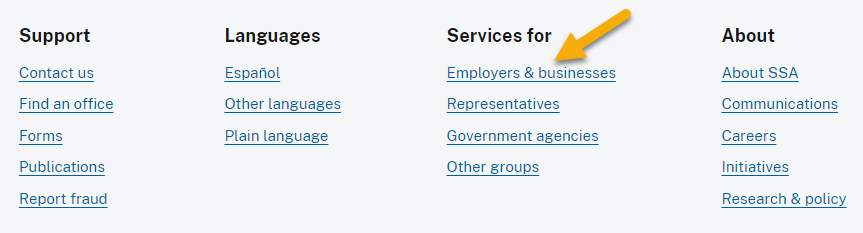 Support
Contact us
Find an office
Forms
Publications
Report fraud
Languages
Español
Other languages
Plain language
Services for
Employers & businesses
Representatives
Government agencies
Other groups
About
About SSA
Communications
Careers
Initiatives
Research & policy